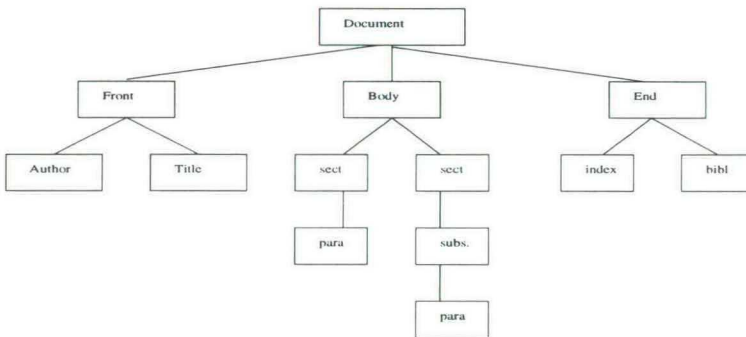 Document
Front Body End
Author Title sect sect index bibl
para subs.
para